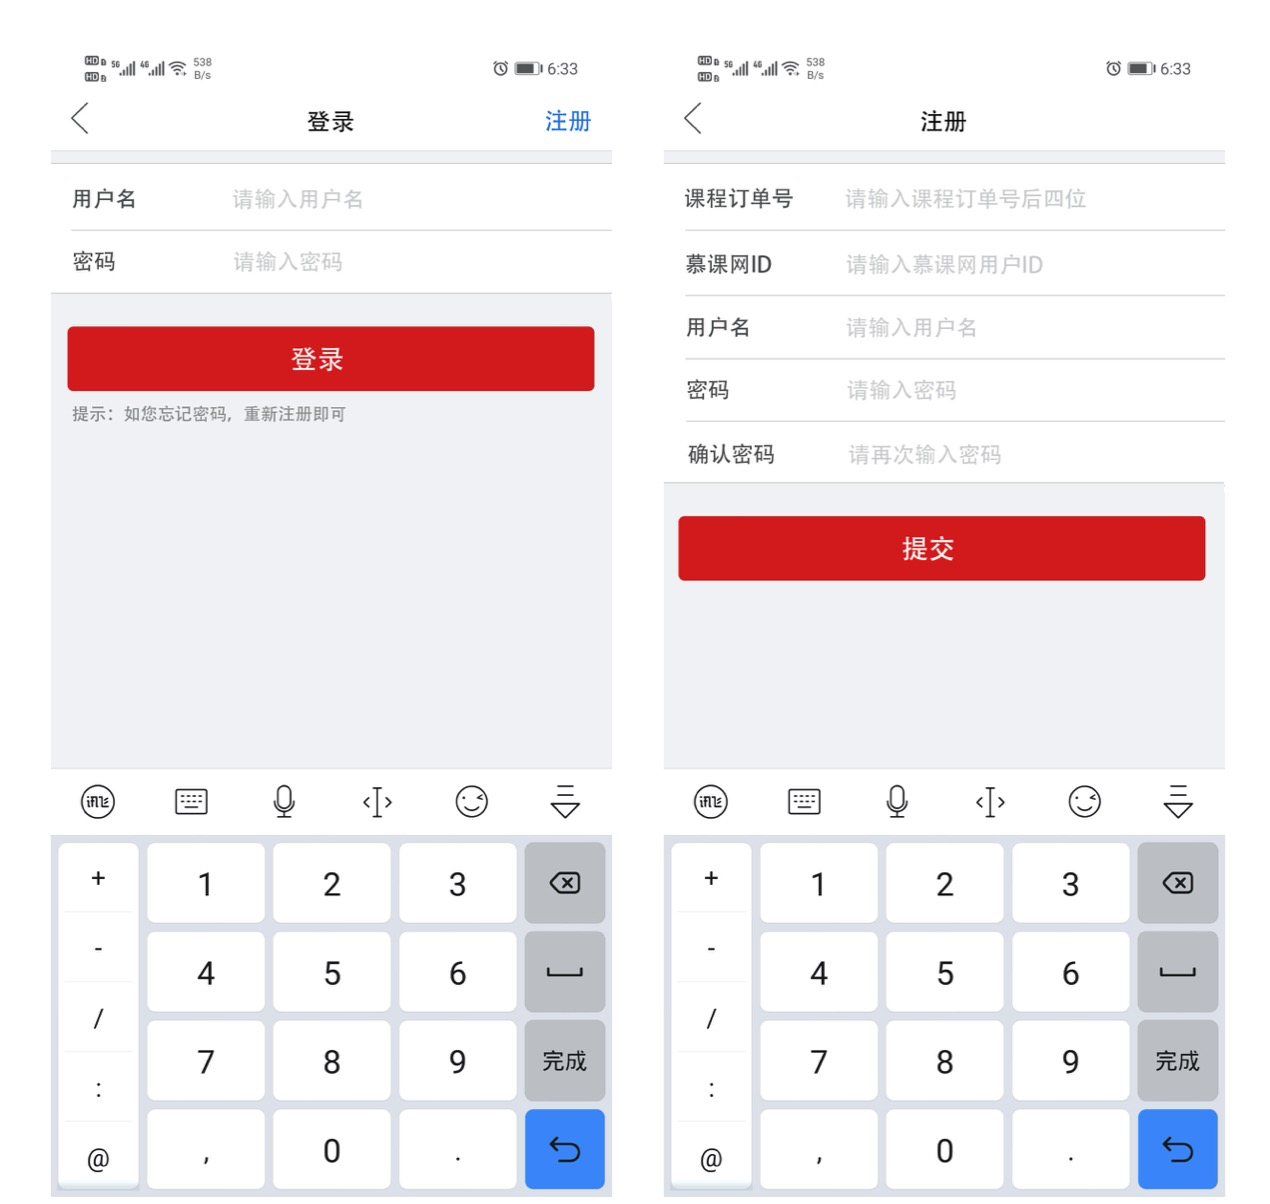 HD 1 5G 4G 538
HD 2 B/s
6:33
登录
注册
用户名 请输入用户名
密码 请输入密码
登录
提示：如您忘记密码，重新注册即可
+ 1 2 3
- 4 5 6
/ 7 8 9 完成
:
@ , 0 .
HD 1 5G 4G 538
HD 2 B/s
6:33
注册
课程订单号 请输入课程订单号后四位
慕课网ID 请输入慕课网用户ID
用户名 请输入用户名
密码 请输入密码
确认密码 请再次输入密码
提交
+ 1 2 3
- 4 5 6
/ 7 8 9 完成
:
@ , 0 .